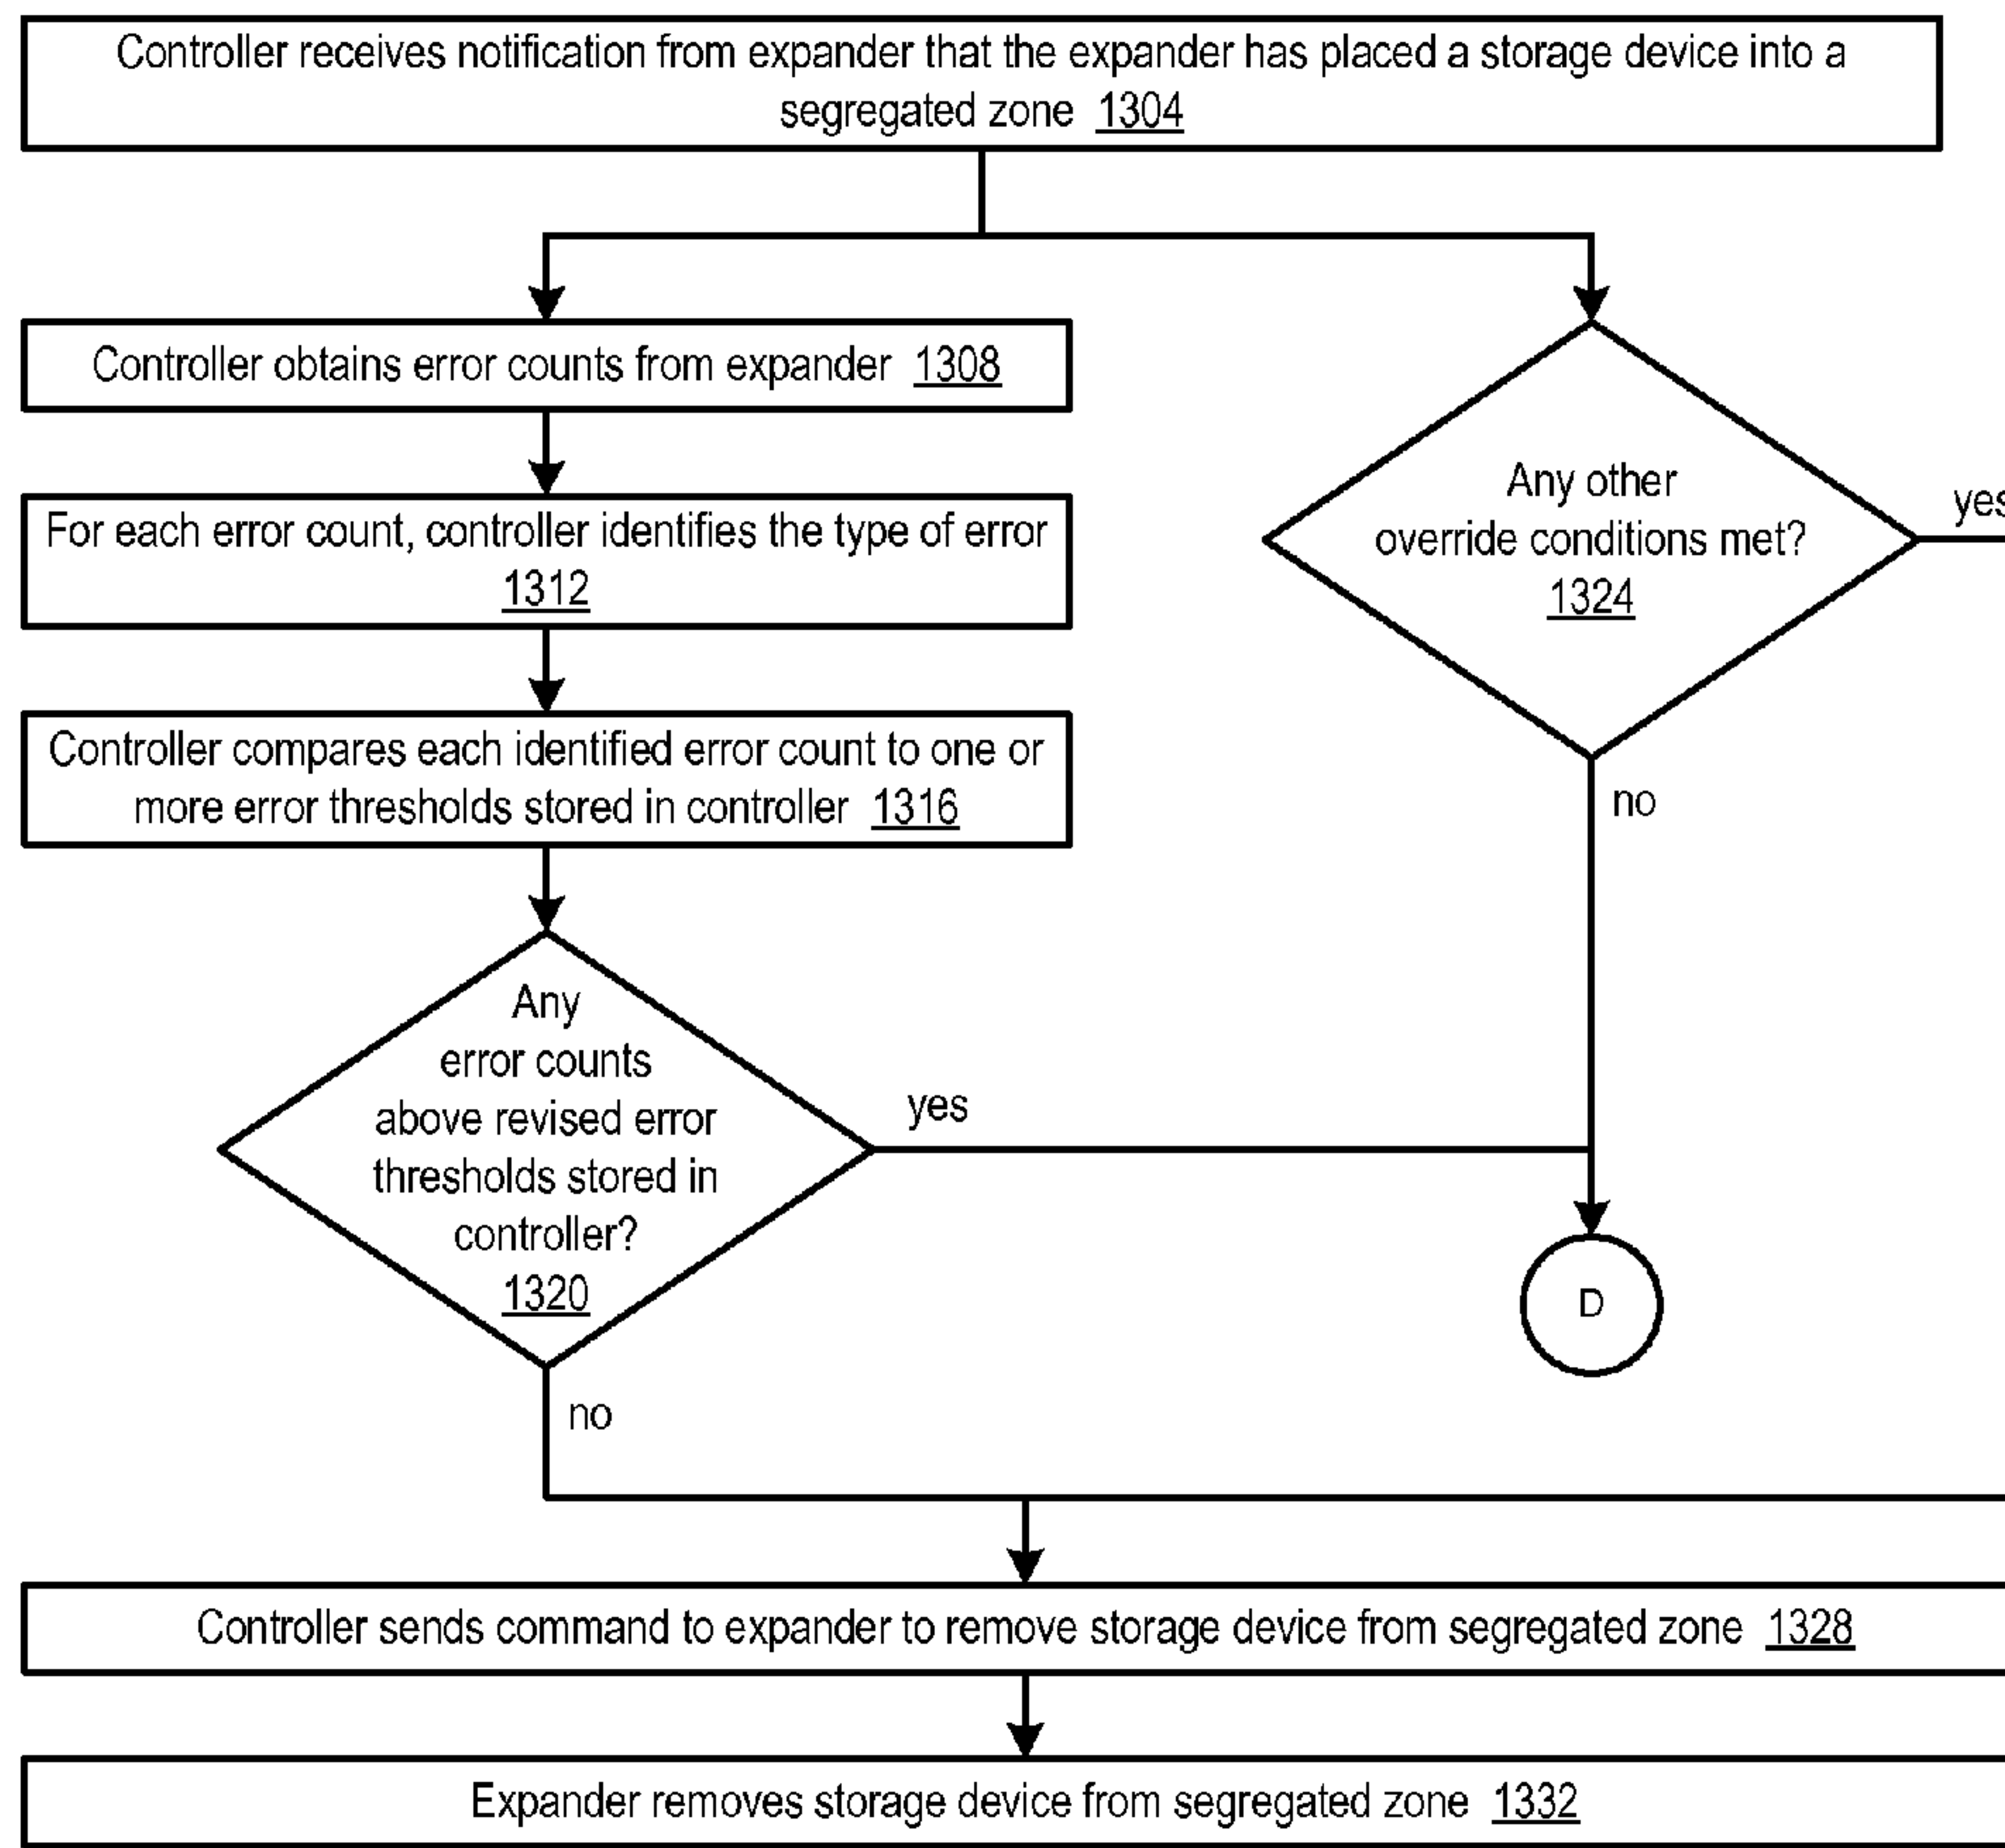 Controller receives notification from expander that the expander has placed a storage device into a
segregated zone 1304
Controller obtains error counts from expander 1308
For each error count, controller identifies the type of error
1312
Controller compares each identified error count to one or
more error thresholds stored in controller 1316
Any
error counts
above revised error
thresholds stored in
controller?
1320
yes
no
Any other
override conditions met?
1324
yes
no
D
Controller sends command to expander to remove storage device from segregated zone 1328
Expander removes storage device from segregated zone 1332